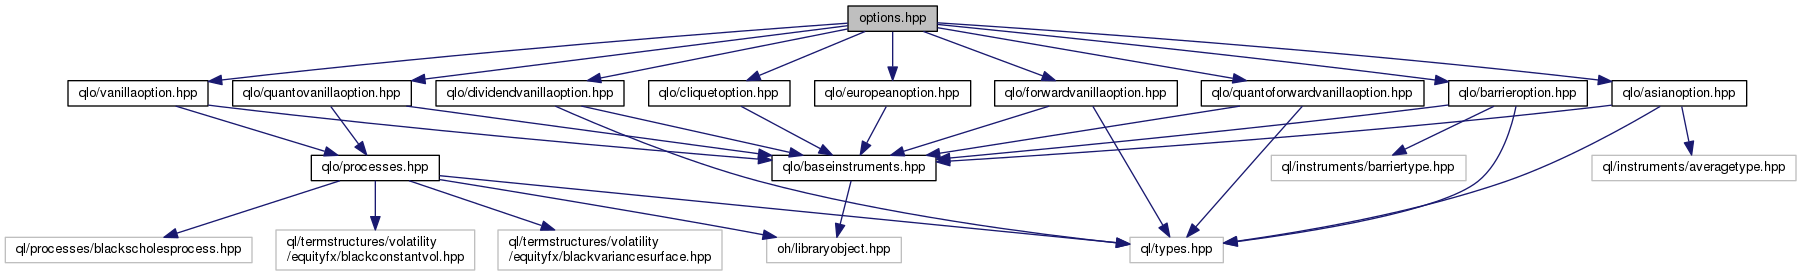 options.hpp
qlo/vanillaoption.hpp
qlo/quantovanillaoption.hpp
qlo/dividendvanillaoption.hpp
qlo/cliquetoption.hpp
qlo/europeanoption.hpp
qlo/forwardvanillaoption.hpp
qlo/quantoforwardvanillaoption.hpp
qlo/barrieroption.hpp
qlo/asianoption.hpp
qlo/processes.hpp
qlo/baseinstruments.hpp
ql/instruments/barriertype.hpp
ql/instruments/averagetype.hpp
ql/processes/blackscholesprocess.hpp
ql/termstructures/volatility
/equityfx/blackconstantvol.hpp
ql/termstructures/volatility
/equityfx/blackvariancesurface.hpp
oh/libraryobject.hpp
ql/types.hpp